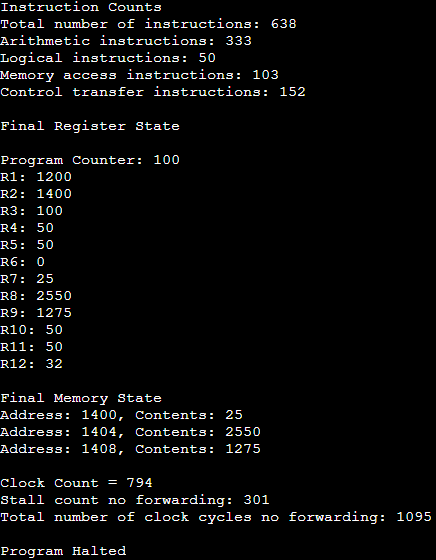 Instruction Counts
Total number of instructions: 638
Arithmetic instructions: 333
Logical instructions: 50
Memory access instructions: 103
Control transfer instructions: 152
Final Register State
Program Counter: 100
R1: 1200
R2: 1400
R3: 100
R4: 50
R5: 50
R6: 0
R7: 25
R8: 2550
R9: 1275
R10: 50
R11: 50
R12: 32
Final Memory State
Address: 1400, Contents: 25
Address: 1404, Contents: 2550
Address: 1408, Contents: 1275
Clock Count = 794
Stall count no forwarding: 301
Total number of clock cycles no forwarding: 1095
Program Halted